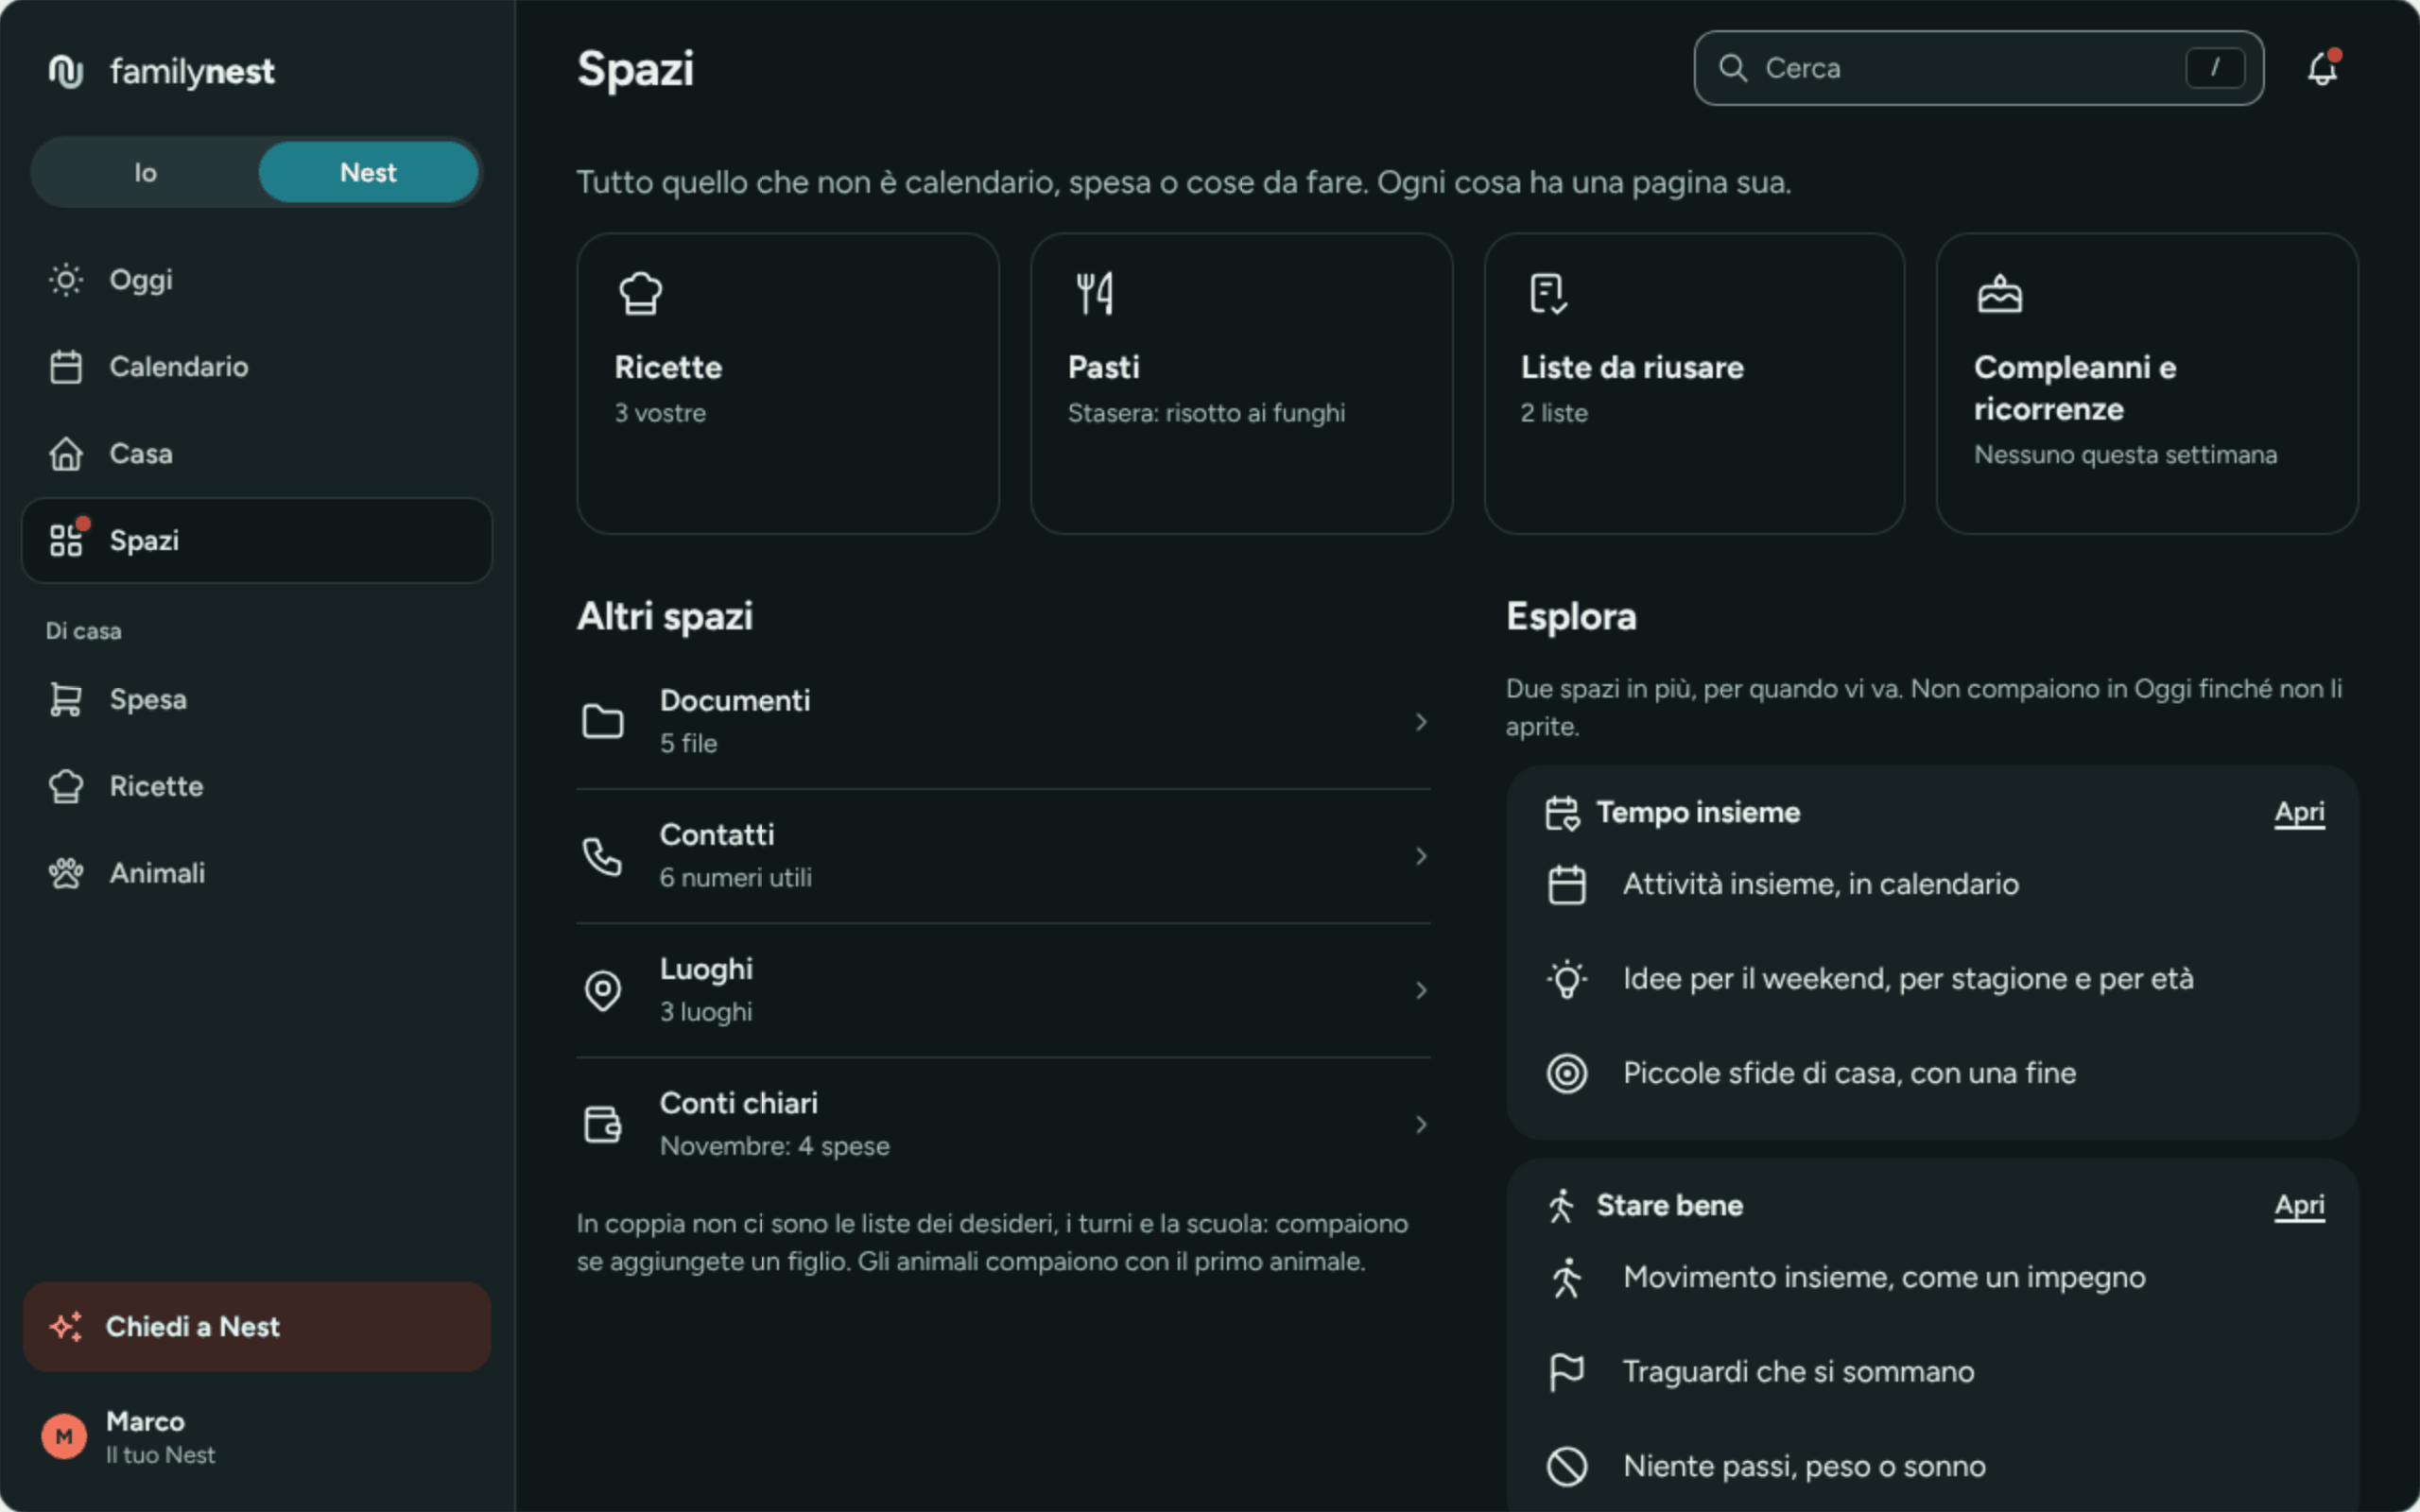 familynest
Io
Nest
Oggi
Calendario
Casa
Spazi
Di casa
Spesa
Ricette
Animali
Chiedi a Nest
M
Marco
Il tuo Nest
Spazi
Cerca
/
Tutto quello che non è calendario, spesa o cose da fare. Ogni cosa ha una pagina sua.
Ricette
3 vostre
Pasti
Stasera: risotto ai funghi
Liste da riusare
2 liste
Compleanni e
ricorrenze
Nessuno questa settimana
Altri spazi
Documenti
5 file
Contatti
6 numeri utili
Luoghi
3 luoghi
Conti chiari
Novembre: 4 spese
In coppia non ci sono le liste dei desideri, i turni e la scuola: compaiono
se aggiungete un figlio. Gli animali compaiono con il primo animale.
Esplora
Due spazi in più, per quando vi va. Non compaiono in Oggi finché non li
aprite.
Tempo insieme
Apri
Attività insieme, in calendario
Idee per il weekend, per stagione e per età
Piccole sfide di casa, con una fine
Stare bene
Apri
Movimento insieme, come un impegno
Traguardi che si sommano
Niente passi, peso o sonno